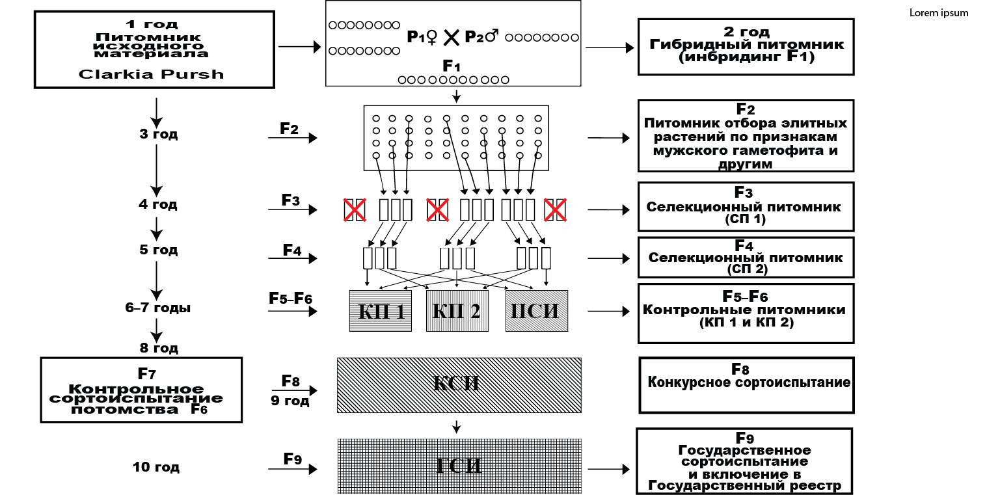 Lorem ipsum
1 год
Питомник
исходного
материала
Clarkia Pursh
P1♀ X P2♂
F1
2 год
Гибридный питомник
(инбридинг F1)
3 год
F2
F2
Питомник отбора элитных
растений по признакам
мужского гаметофита и
другим
4 год
F3
F3
Селекционный питомник
(СП 1)
5 год
F4
F4
Селекционный питомник
(СП 2)
6–7 годы
F5–F6
КП 1
КП 2
ПСИ
F5–F6
Контрольные питомники
(КП 1 и КП 2)
8 год
F7
Контрольное
сортоиспытание
потомства F6
F8
9 год
КСИ
F8
Конкурсное сортоиспытание
10 год
F9
ГСИ
F9
Государственное
сортоиспытание
и включение в
Государственный реестр